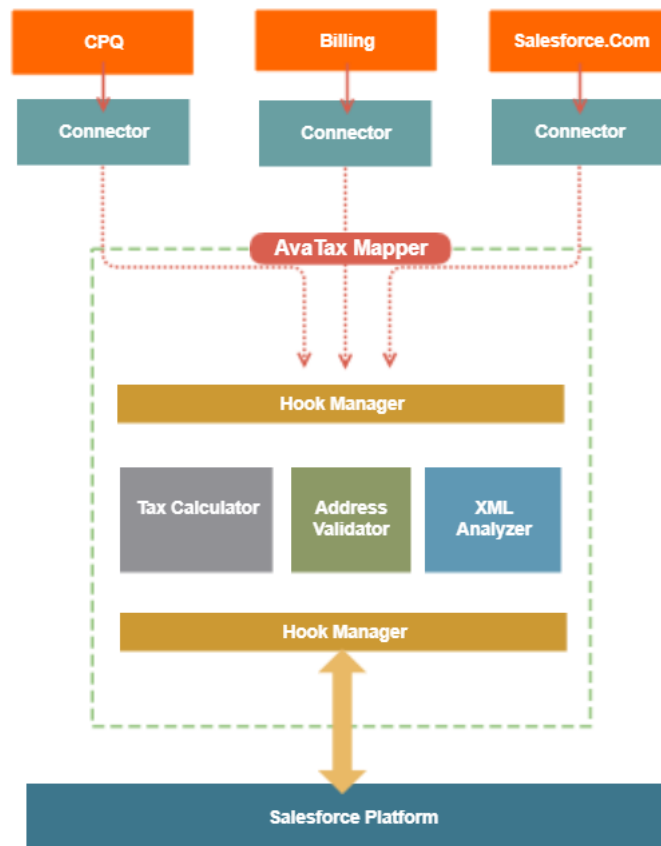 CPQ
Billing
Salesforce.Com
Connector
Connector
Connector
AvaTax Mapper
Hook Manager
Tax Calculator
Address
Validator
XML
Analyzer
Hook Manager
Salesforce Platform